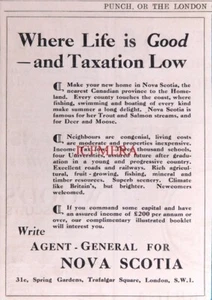 PUNCH, OR THE LONDON
Where Life is Good
—and Taxation Low
Make your new home in Nova Scotia, the
nearest Canadian province to the Home-
land. Every county touches the coast, where
fishing, swimming and boating of every kind
make summer a long delight. Nova Scotia is
famous for her Trout and Salmon streams, and
for Deer and Moose.
Neighbours are congenial, living costs
are moderate and properties inexpensive.
Income thousand schools,
four Universities, assured future after gradu-
ation in a young and progressive country.
Excellent roads and railways. Rich agricul-
tural, fruit-growing, fishing, mineral and
timber resources. Superb scenery. Climate
like Britain's, but brighter. Newcomers
welcomed.
If you command some capital and have
an assured income of £200 per annum or
over, our complimentary illustrated booklet
will interest you.
Write
AGENT-GENERAL FOR
NOVA SCOTIA
31c, Spring Gardens, Trafalgar Square, London, S.W.1.